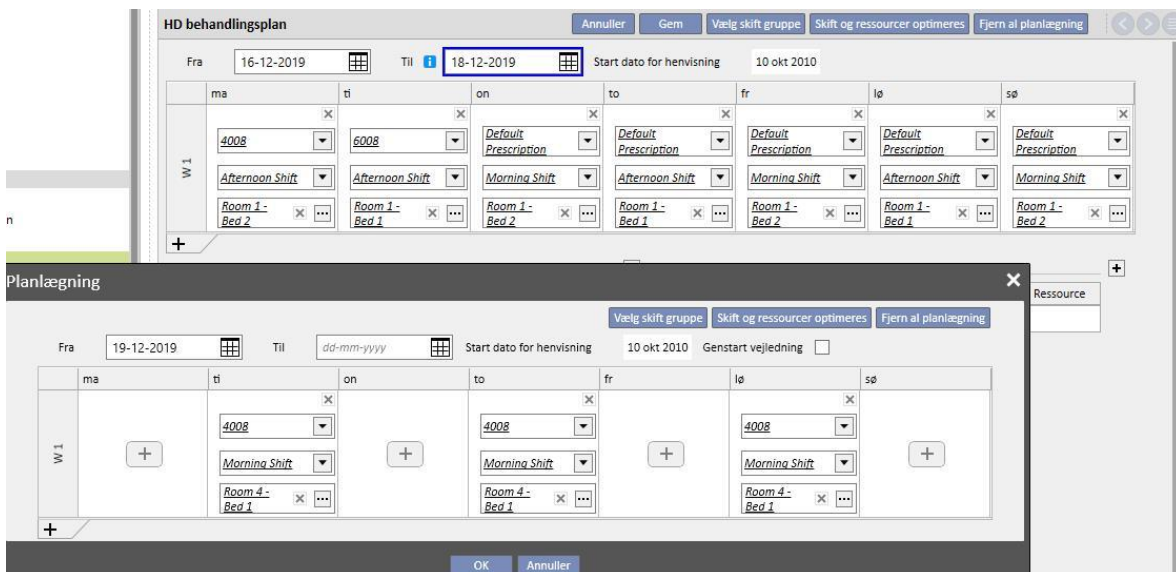 HD behandlingsplan Annuller Gem Vælg skift gruppe Skift og ressourcer optimeres Fjern al planlægning
Fra 16-12-2019 Til 18-12-2019 Start dato for henvisning 10 okt 2010
ma ti on to fr lø sø
4008 6008 Default Prescription Default Prescription Default Prescription Default Prescription Default Prescription
W 1
Afternoon Shift Afternoon Shift Morning Shift Afternoon Shift Morning Shift Afternoon Shift Morning Shift
Room 1 - Bed 2 Room 1 - Bed 1 Room 1 - Bed 2 Room 1 - Bed 1 Room 1 - Bed 2 Room 1 - Bed 1 Room 1 - Bed 2
n
Planlægning
Ressource
Vælg skift gruppe Skift og ressourcer optimeres Fjern al planlægning
Fra 19-12-2019 Til dd-mm-yyyy Start dato for henvisning 10 okt 2010 Genstart vejledning
ma ti on to fr lø sø
4008 4008 4008
W 1
Morning Shift Morning Shift Morning Shift
Room 4 - Bed 1 Room 4 - Bed 1 Room 4 - Bed 1
OK Annuller